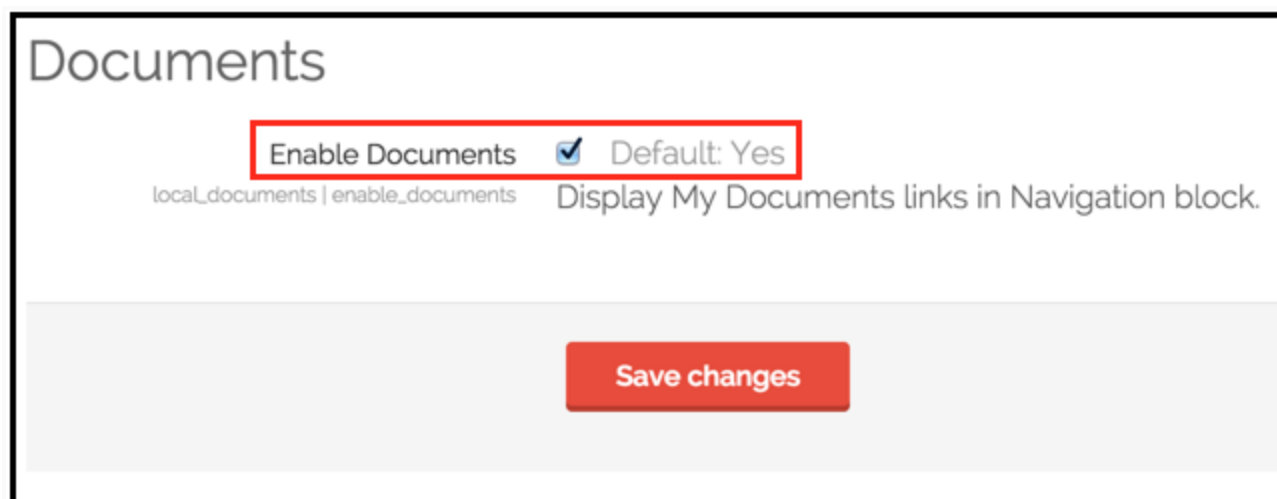 Documents
Enable Documents Default: Yes
local_documents | enable_documents Display My Documents links in Navigation block.
Save changes